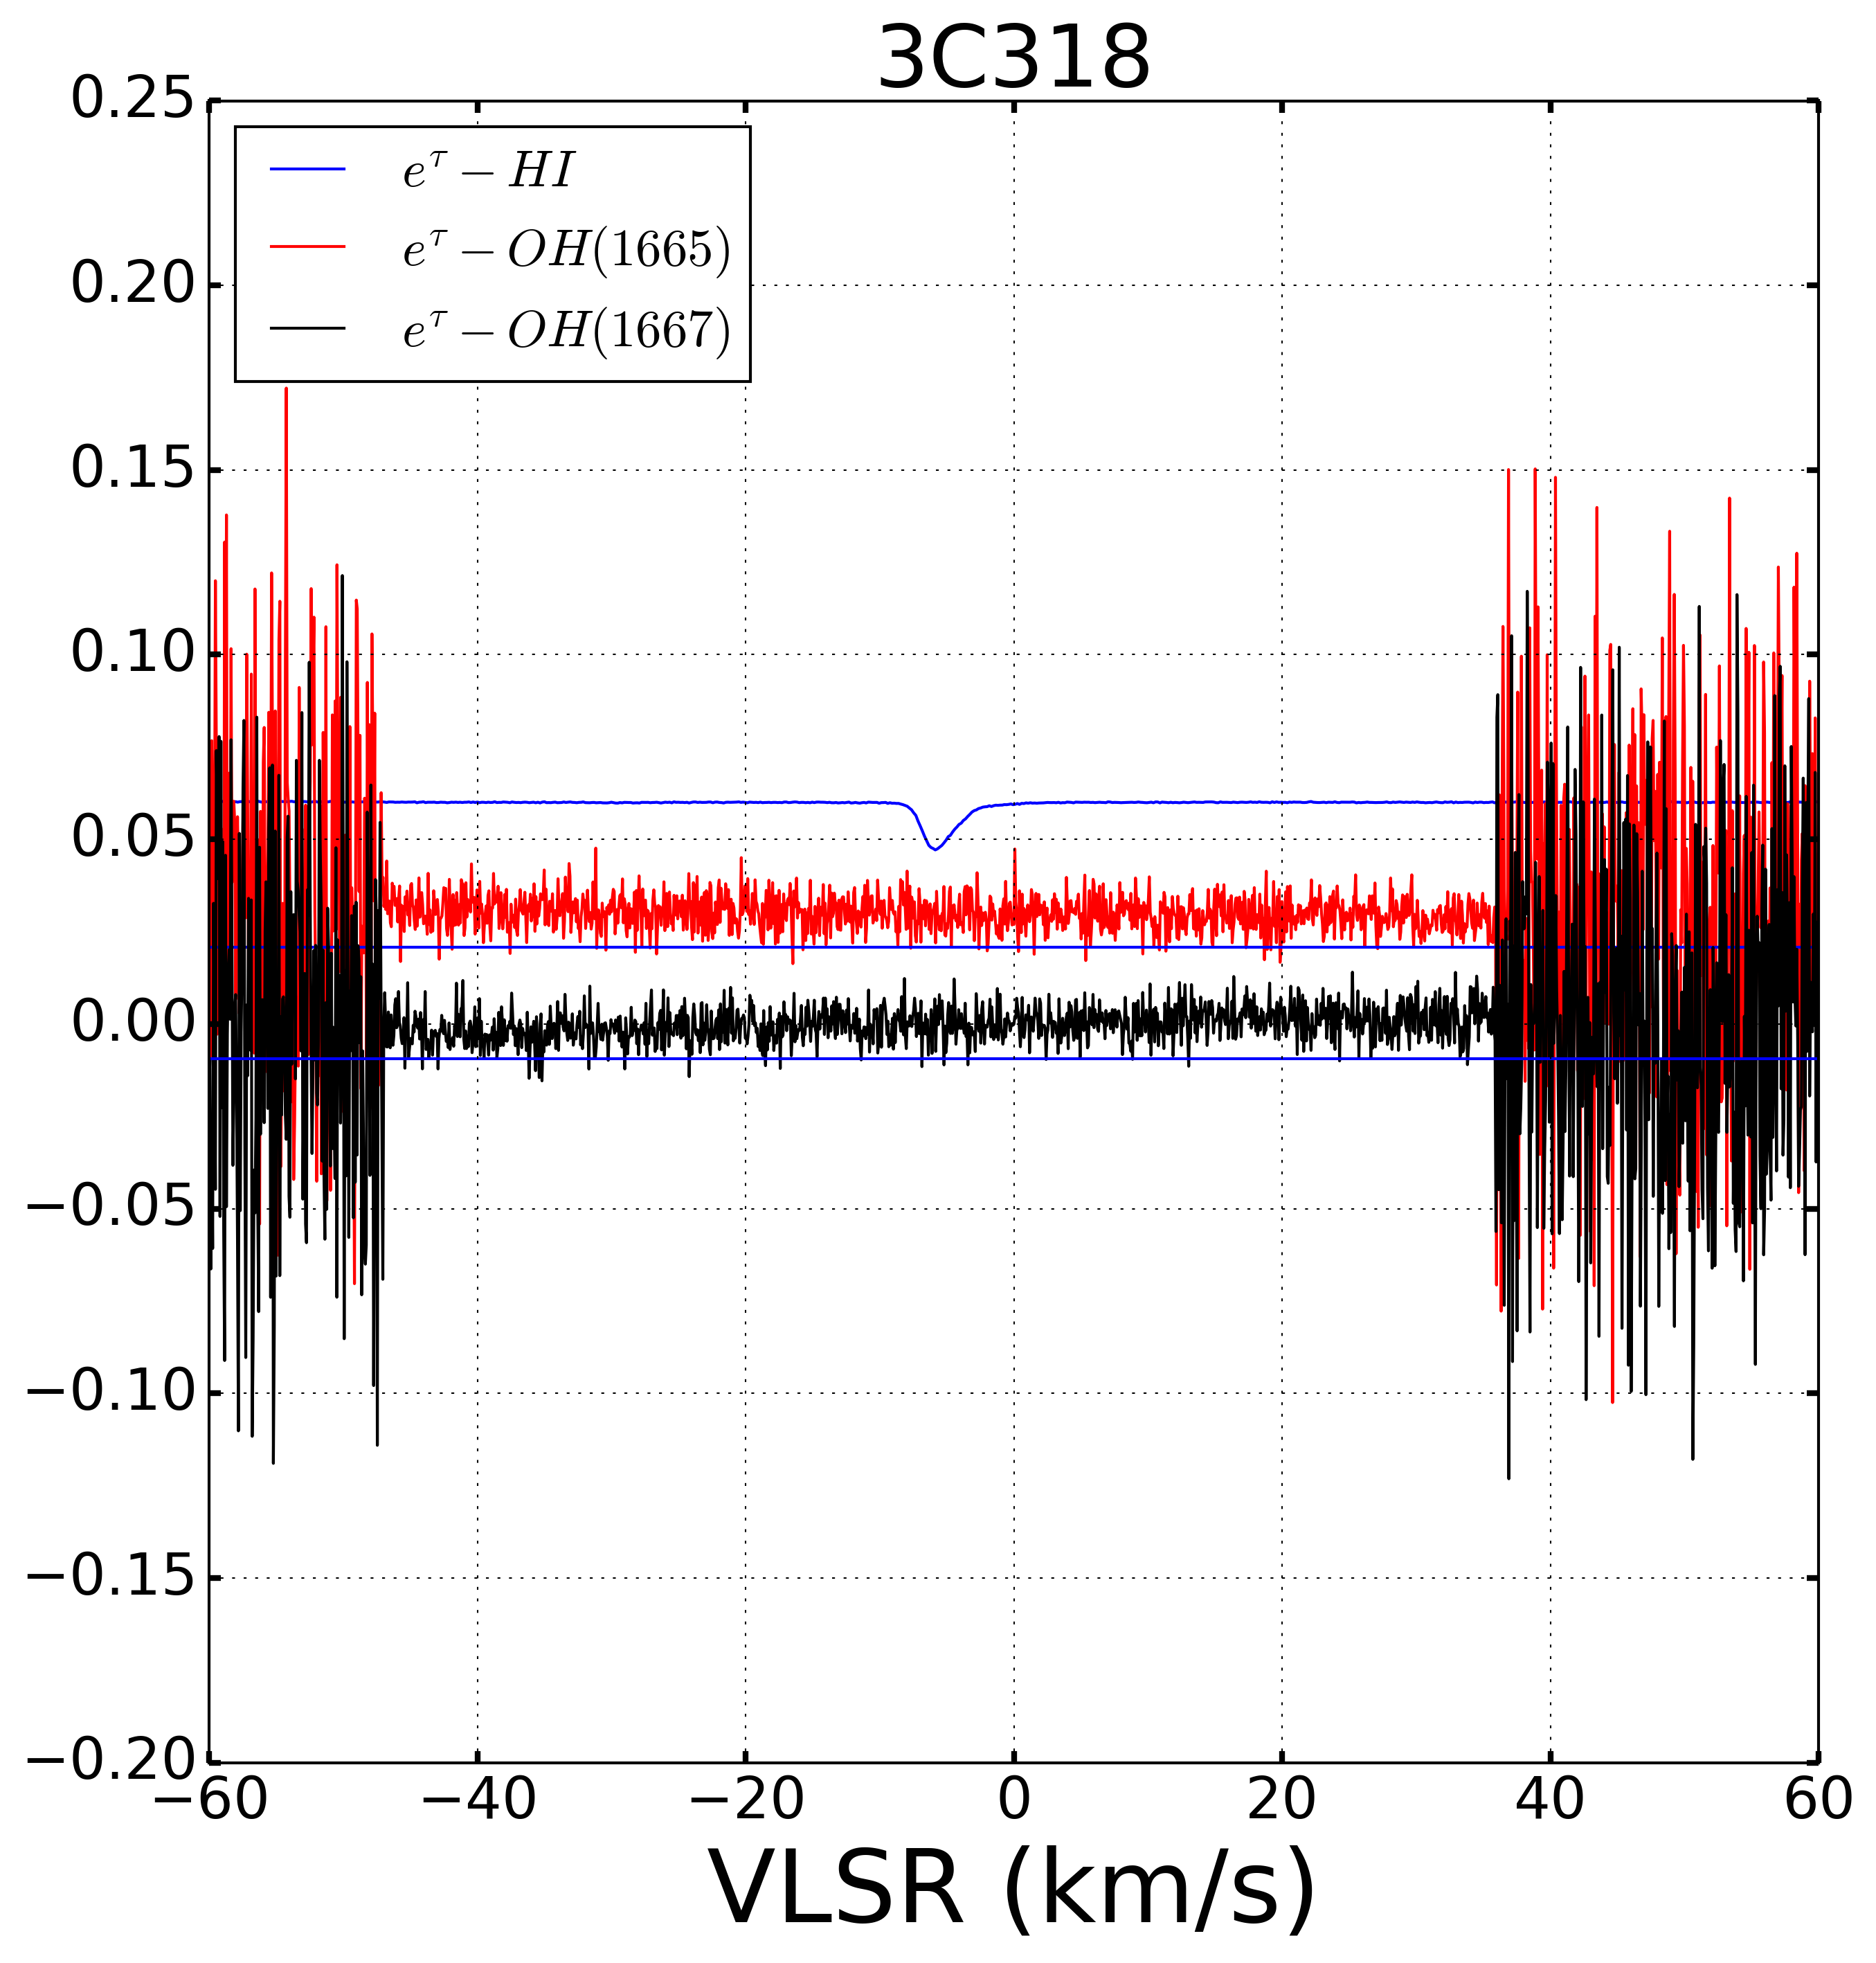 3C318
0.25
0.20
0.15
0.10
0.05
0.00
−0.05
−0.10
−0.15
−0.20
e^τ − HI
e^τ − OH(1665)
e^τ − OH(1667)
−60 −40 −20 0 20 40 60
VLSR (km/s)